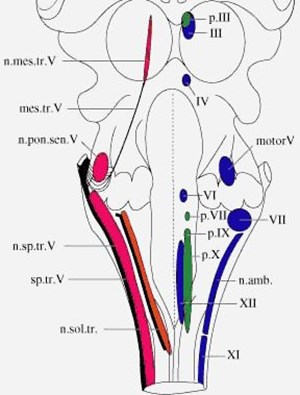 p.III
III
n.mes.tr.V
IV
mes.tr.V
n.pon.sen.V
motorV
VI
p.VII
VII
p.IX
n.sp.tr.V
p.X
sp.tr.V
n.amb.
XII
n.sol.tr.
XI